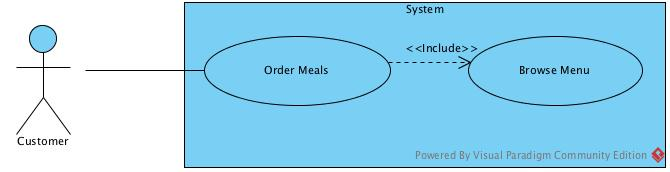 System
<<Include>>
Order Meals
Browse Menu
Customer
Powered By Visual Paradigm Community Edition